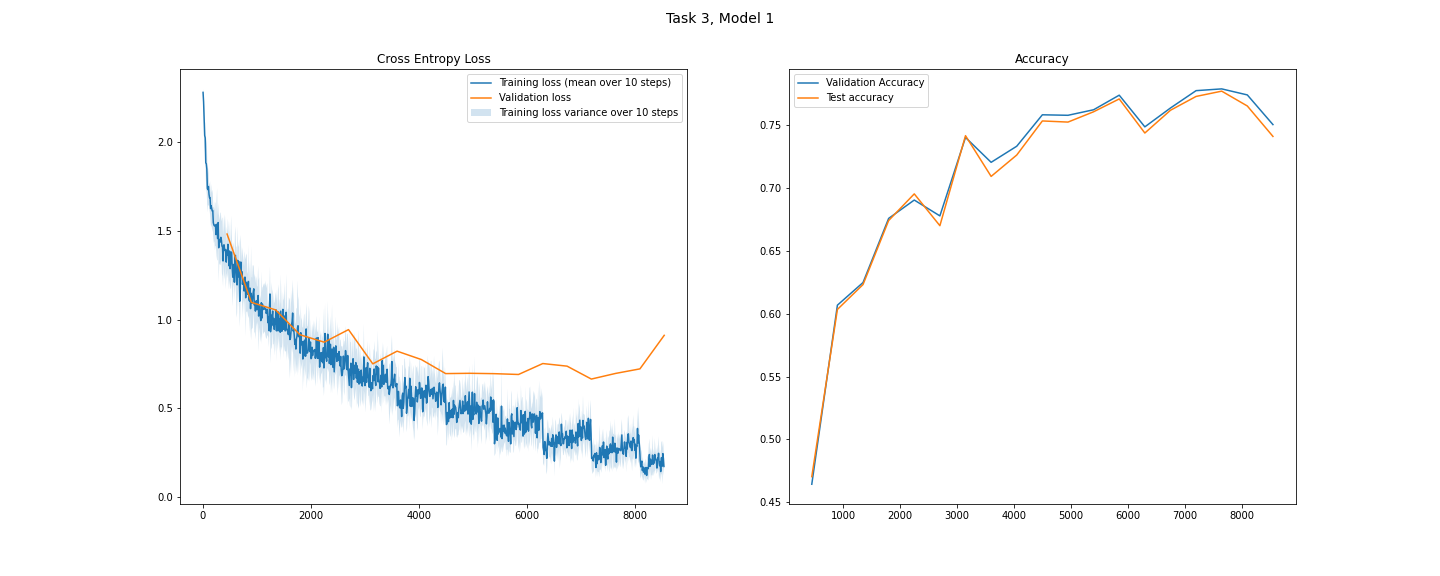 Task 3, Model 1
Cross Entropy Loss
Training loss (mean over 10 steps)
Validation loss
Training loss variance over 10 steps
2.0
1.5
1.0
0.5
0.0
0 2000 4000 6000 8000
Accuracy
Validation Accuracy
Test accuracy
0.75
0.70
0.65
0.60
0.55
0.50
0.45
1000 2000 3000 4000 5000 6000 7000 8000